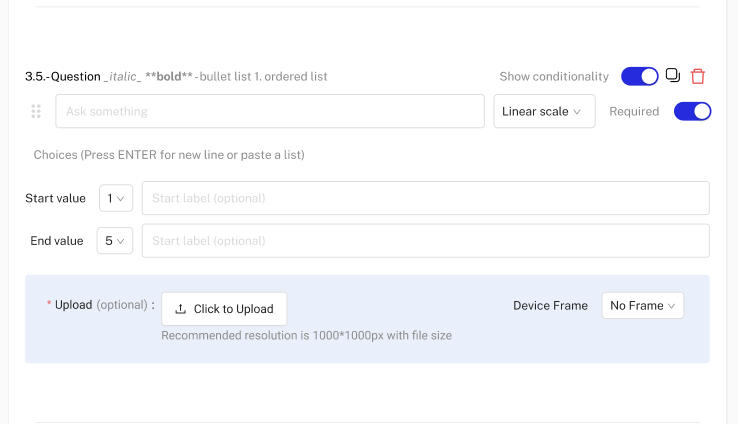 3.5.- Question _italic_ **bold** - bullet list 1. ordered list Show conditionality
Ask something Linear scale Required
Choices (Press ENTER for new line or paste a list)
Start value 1 Start label (optional)
End value 5 Start label (optional)
* Upload (optional) : Click to Upload Device Frame No Frame
Recommended resolution is 1000*1000px with file size